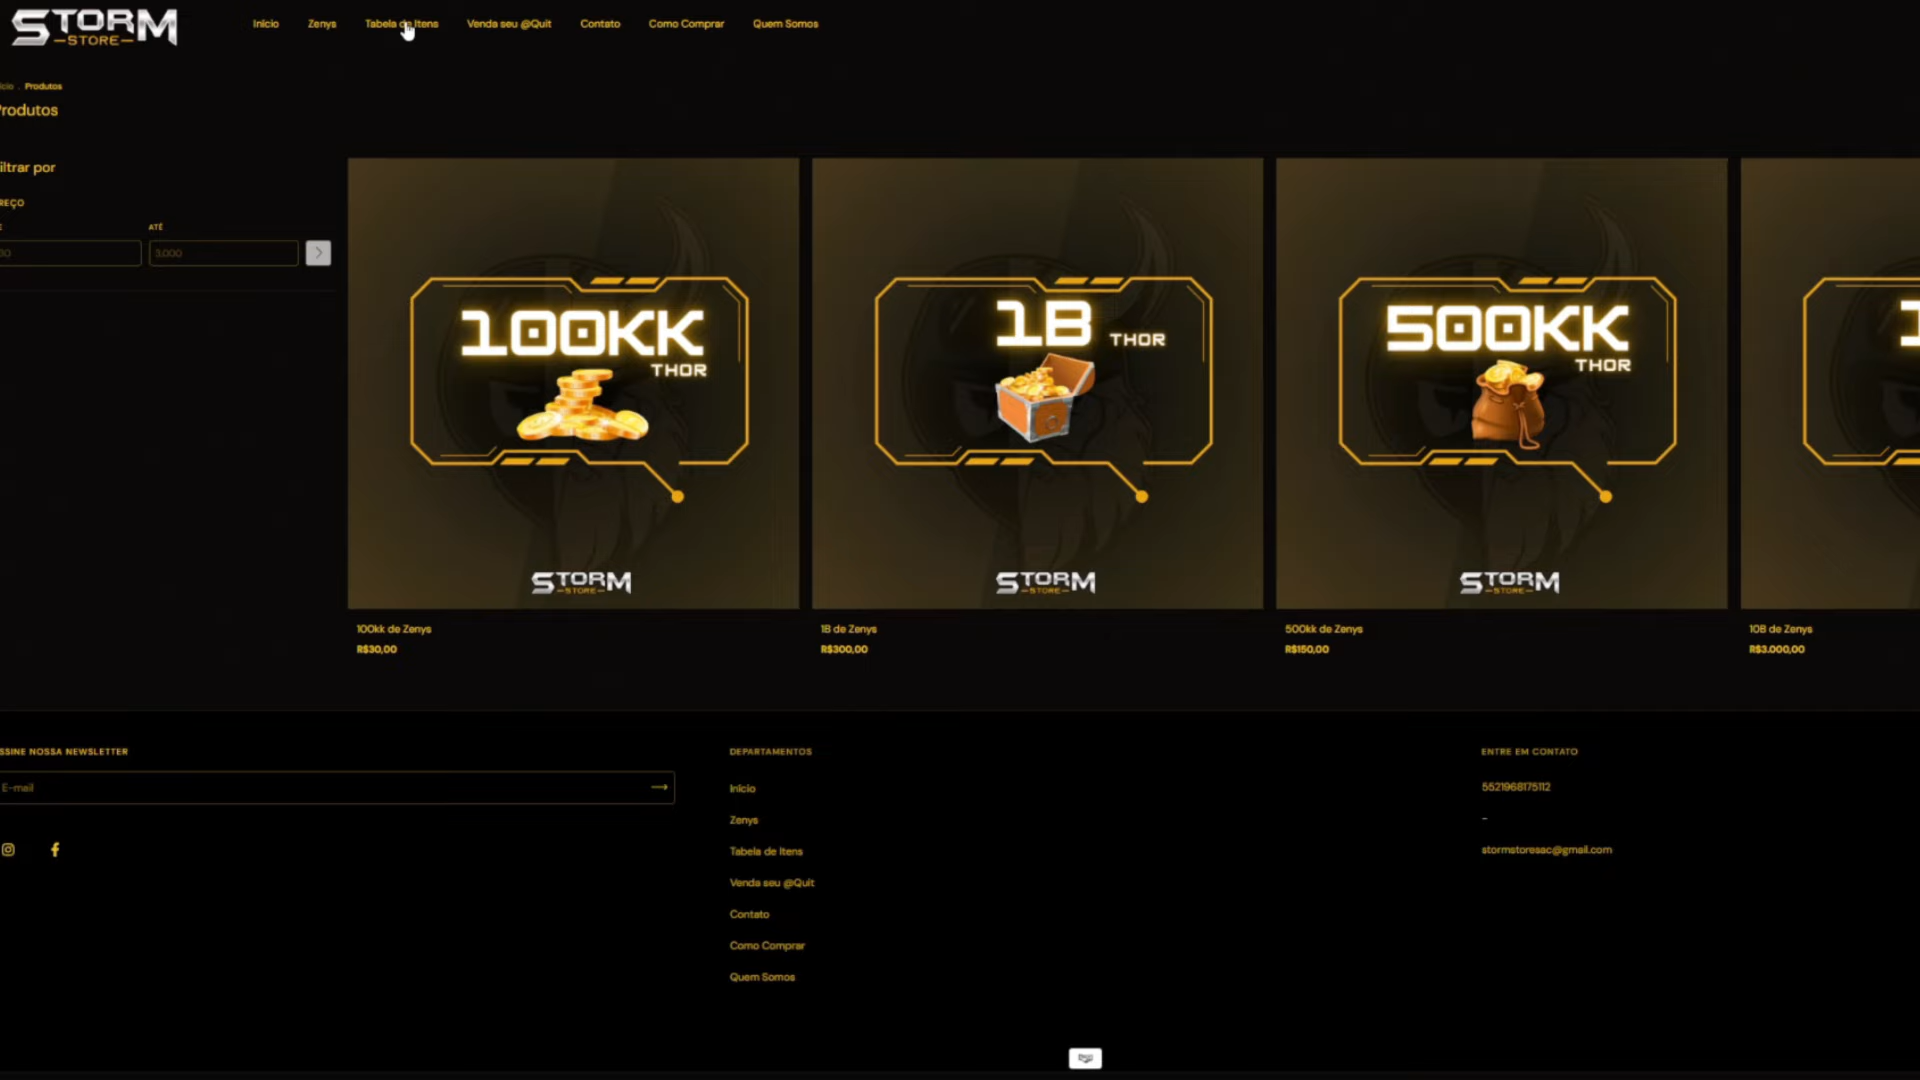 STORM
STORE
Início
Zenys
Tabela de Itens
Venda seu @Quit
Contato
Como Comprar
Quem Somos
Produtos
rodutos
iltrar por
REÇO
ATÉ
3,000
100KK
THOR
STORM
STORE
1B THOR
STORM
STORE
500KK
THOR
STORM
STORE
100kk de Zenys
R$30,00
1B de Zenys
R$300,00
500kk de Zenys
R$150,00
10B de Zenys
R$3.000,00
SSINE NOSSA NEWSLETTER
E-mail
DEPARTAMENTOS
Início
Zenys
Tabela de Itens
Venda seu @Quit
Contato
Como Comprar
Quem Somos
ENTRE EM CONTATO
5521968175112
-
stormstoresac@gmail.com